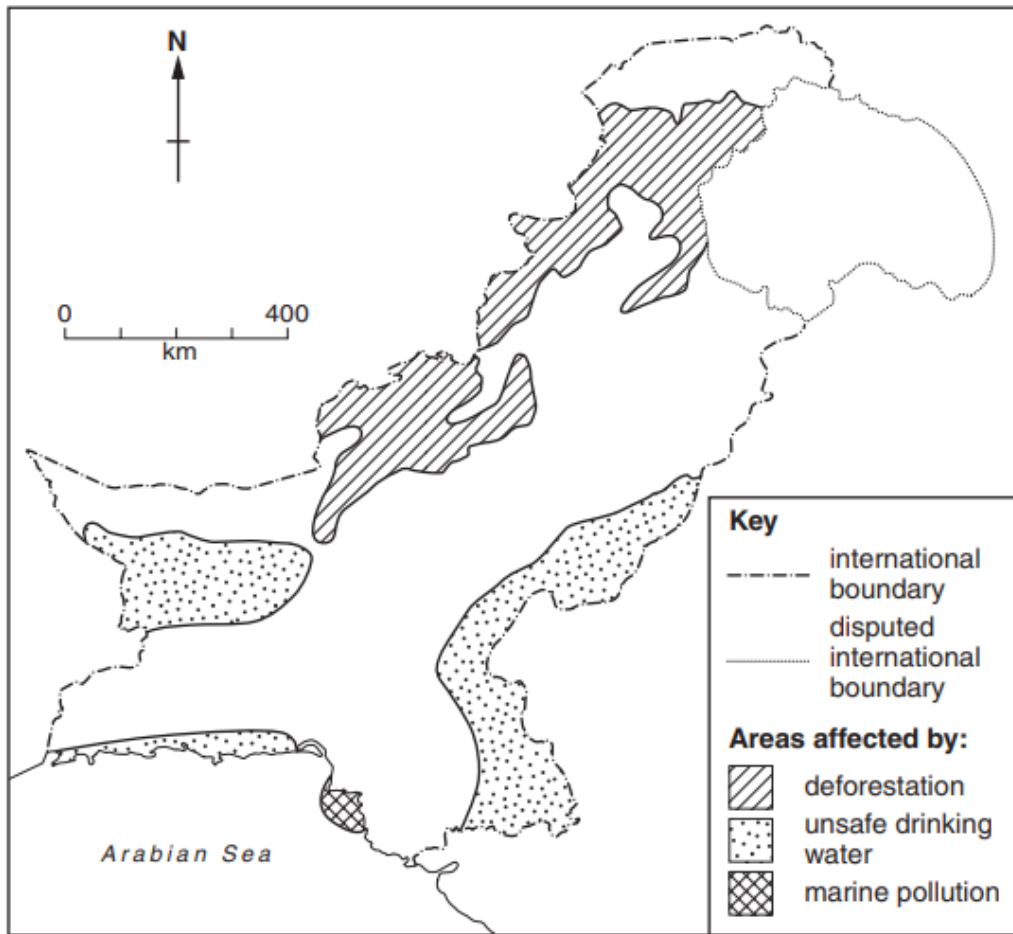 N
0 400
km
Arabian Sea
Key
international
boundary
disputed
international
boundary
Areas affected by:
deforestation
unsafe drinking
water
marine pollution